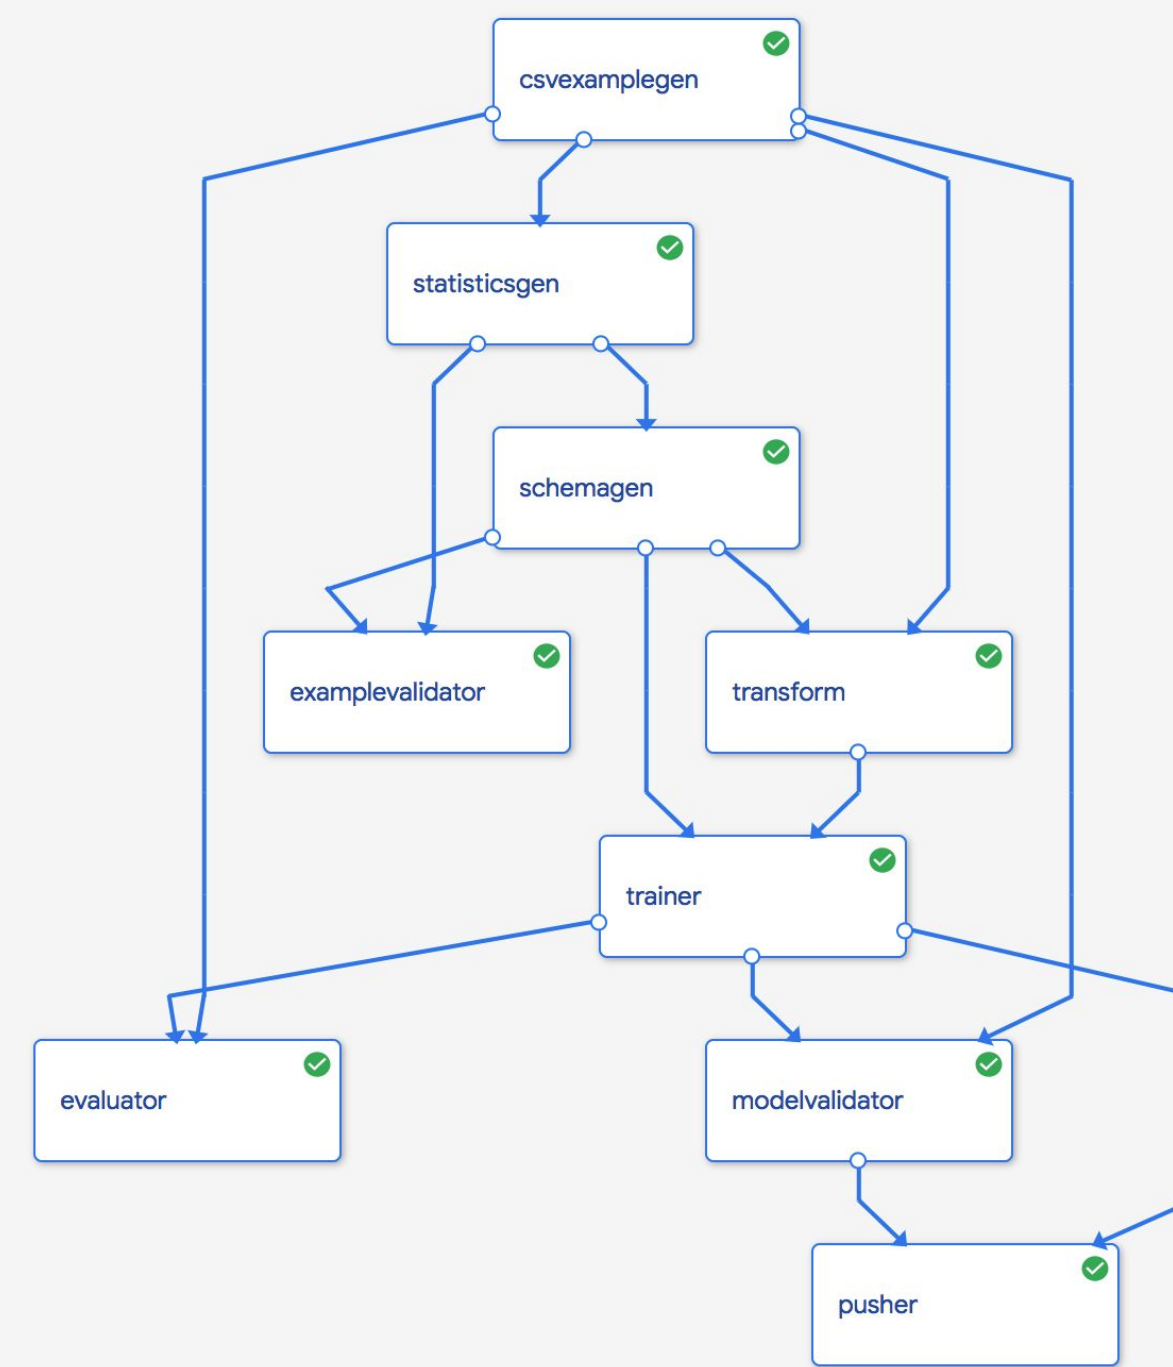 csvexamplegen
statisticsgen
schemagen
examplevalidator
transform
trainer
evaluator
modelvalidator
pusher